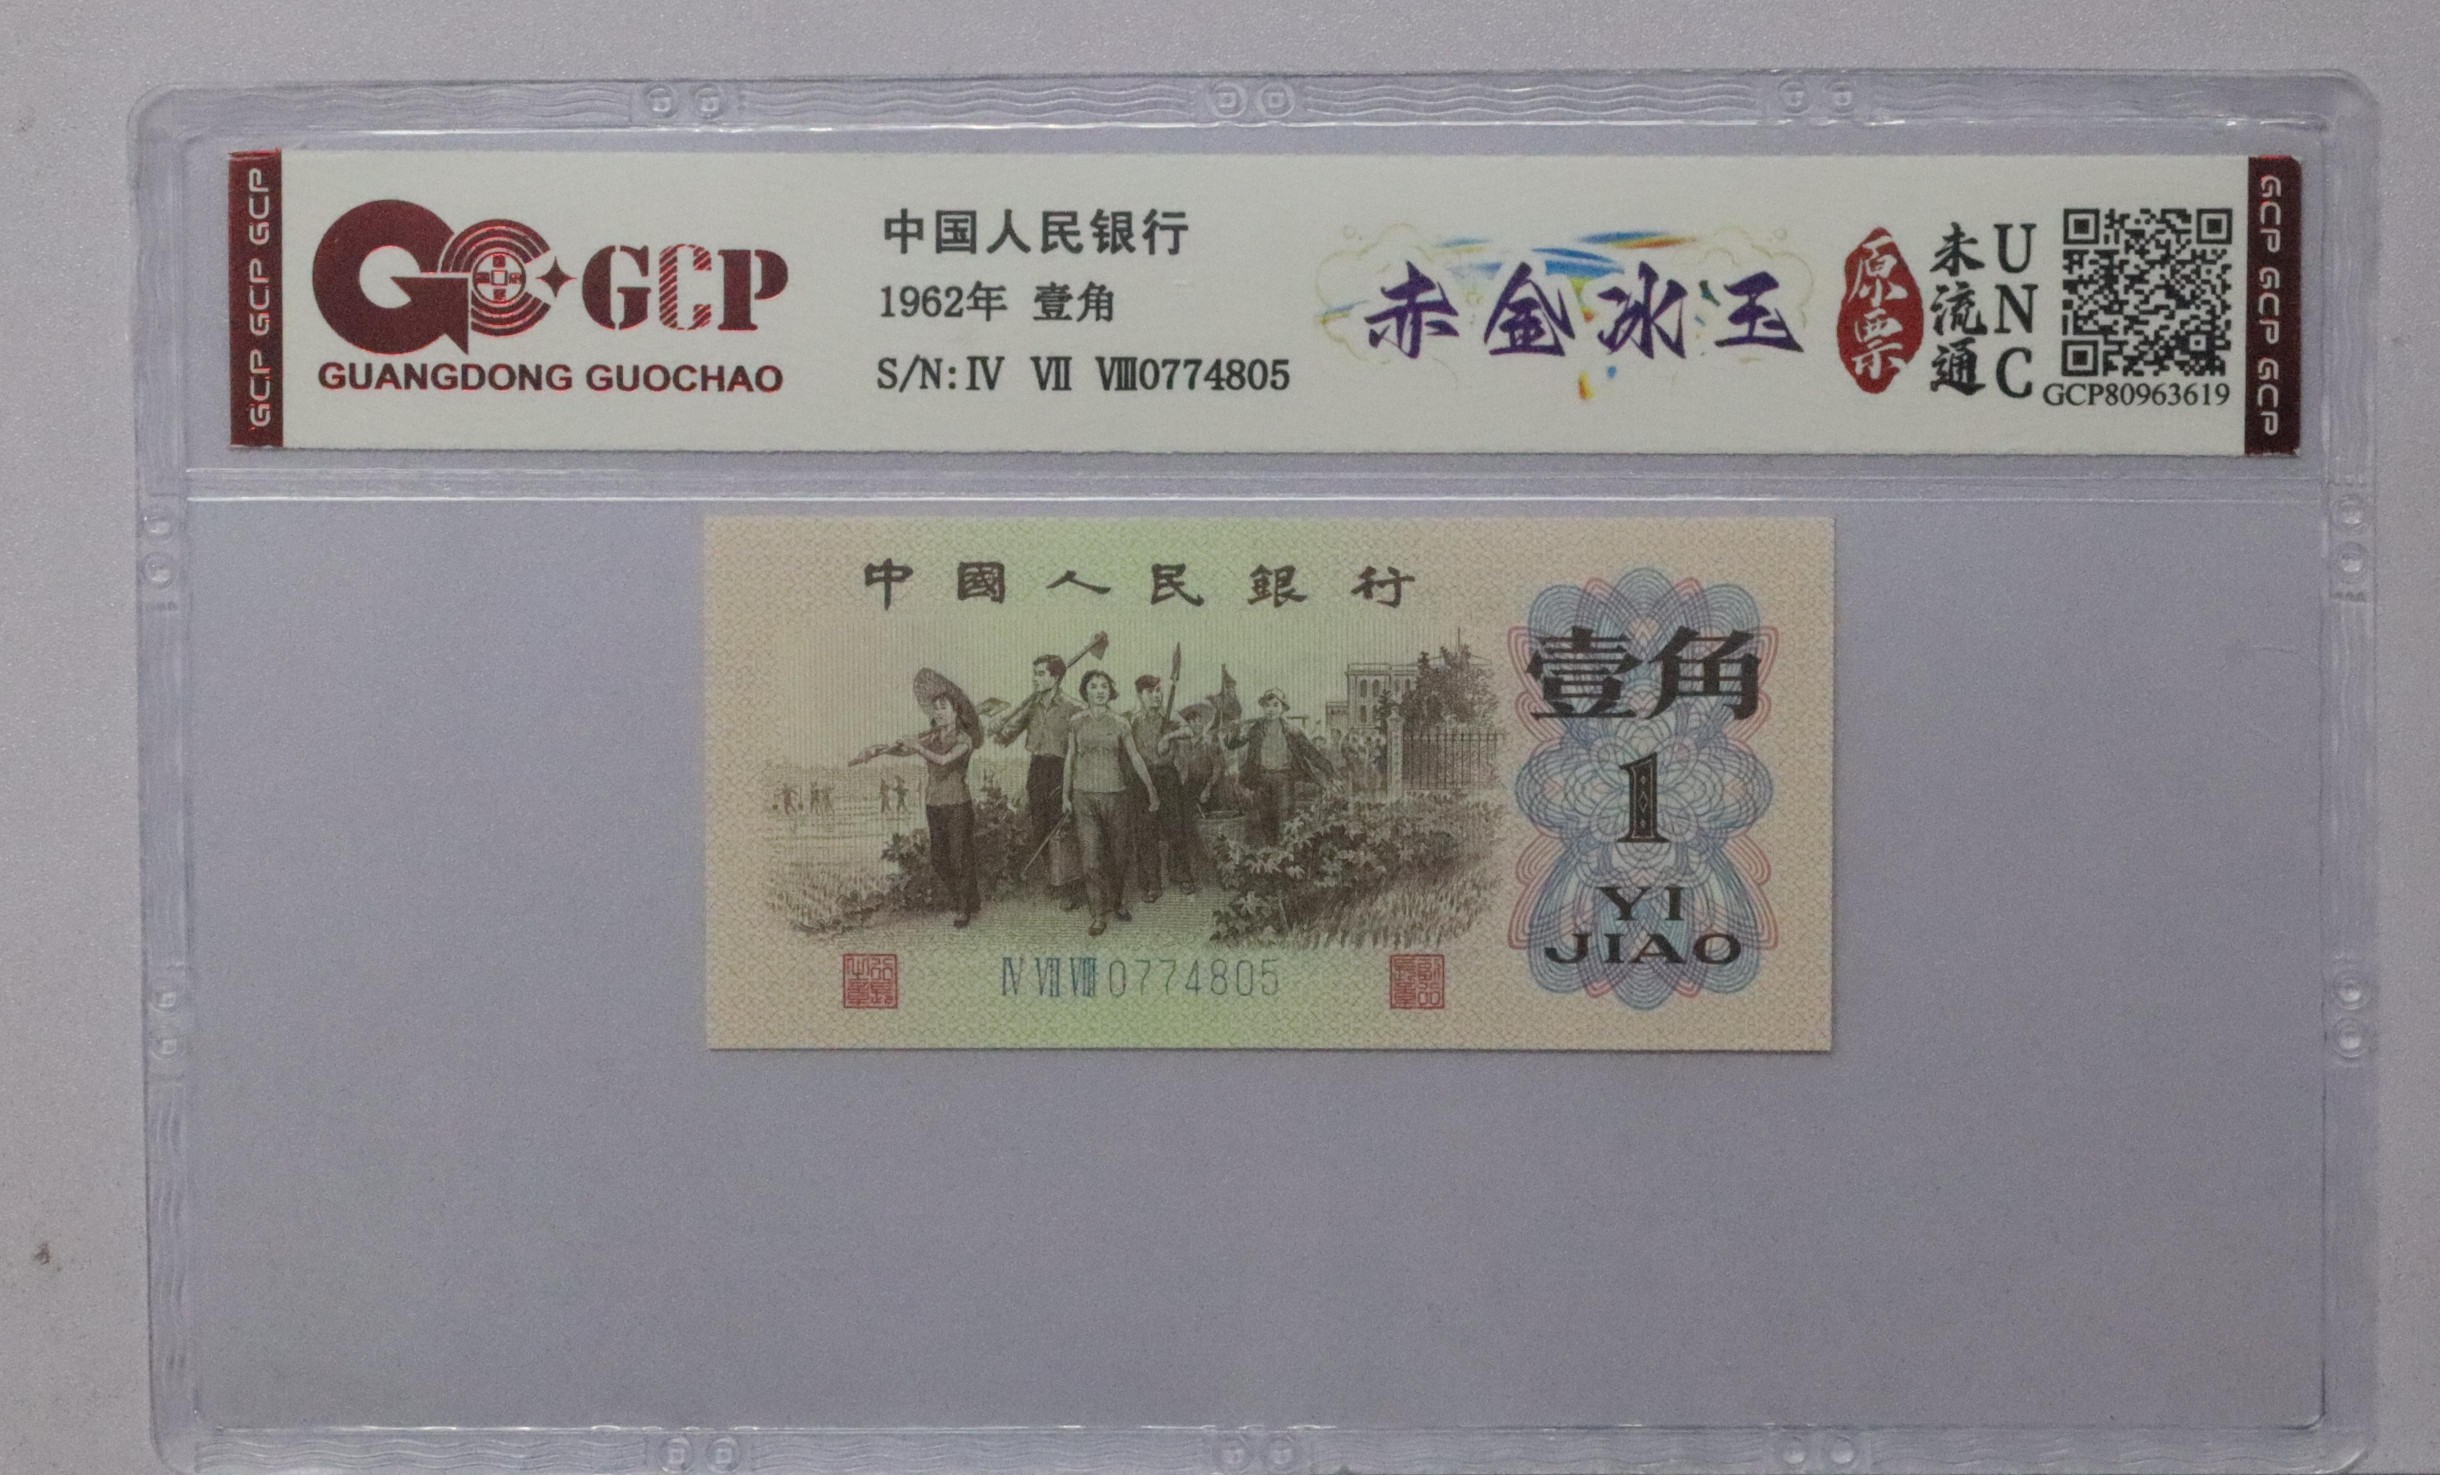 GCP GCP GCP
GCP
GUANGDONG GUOCHAO
中国人民银行
1962年 壹角
S/N:Ⅳ Ⅶ Ⅷ0774805
赤金冰玉
原票
未流通
UNC
GCP80963619
GCP GCP GCP
中國人民銀行
壹角
1
YI
JIAO
Ⅳ Ⅶ Ⅷ 0774805